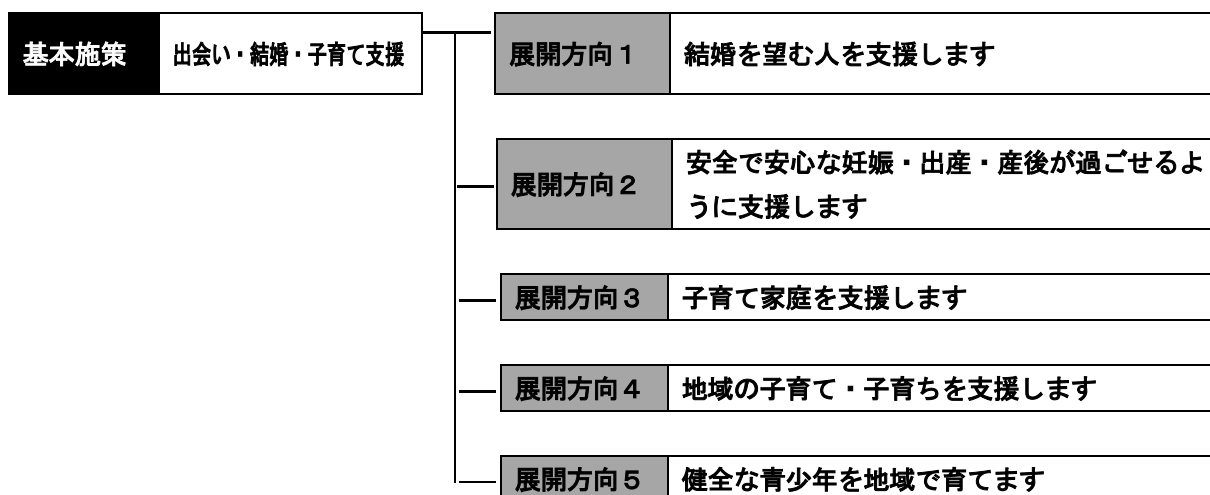 基本施策 出会い・結婚・子育て支援
展開方向1 結婚を望む人を支援します
展開方向2 安全で安心な妊娠・出産・産後が過ごせるよ
うに支援します
展開方向3 子育て家庭を支援します
展開方向4 地域の子育て・子育ちを支援します
展開方向5 健全な青少年を地域で育てます